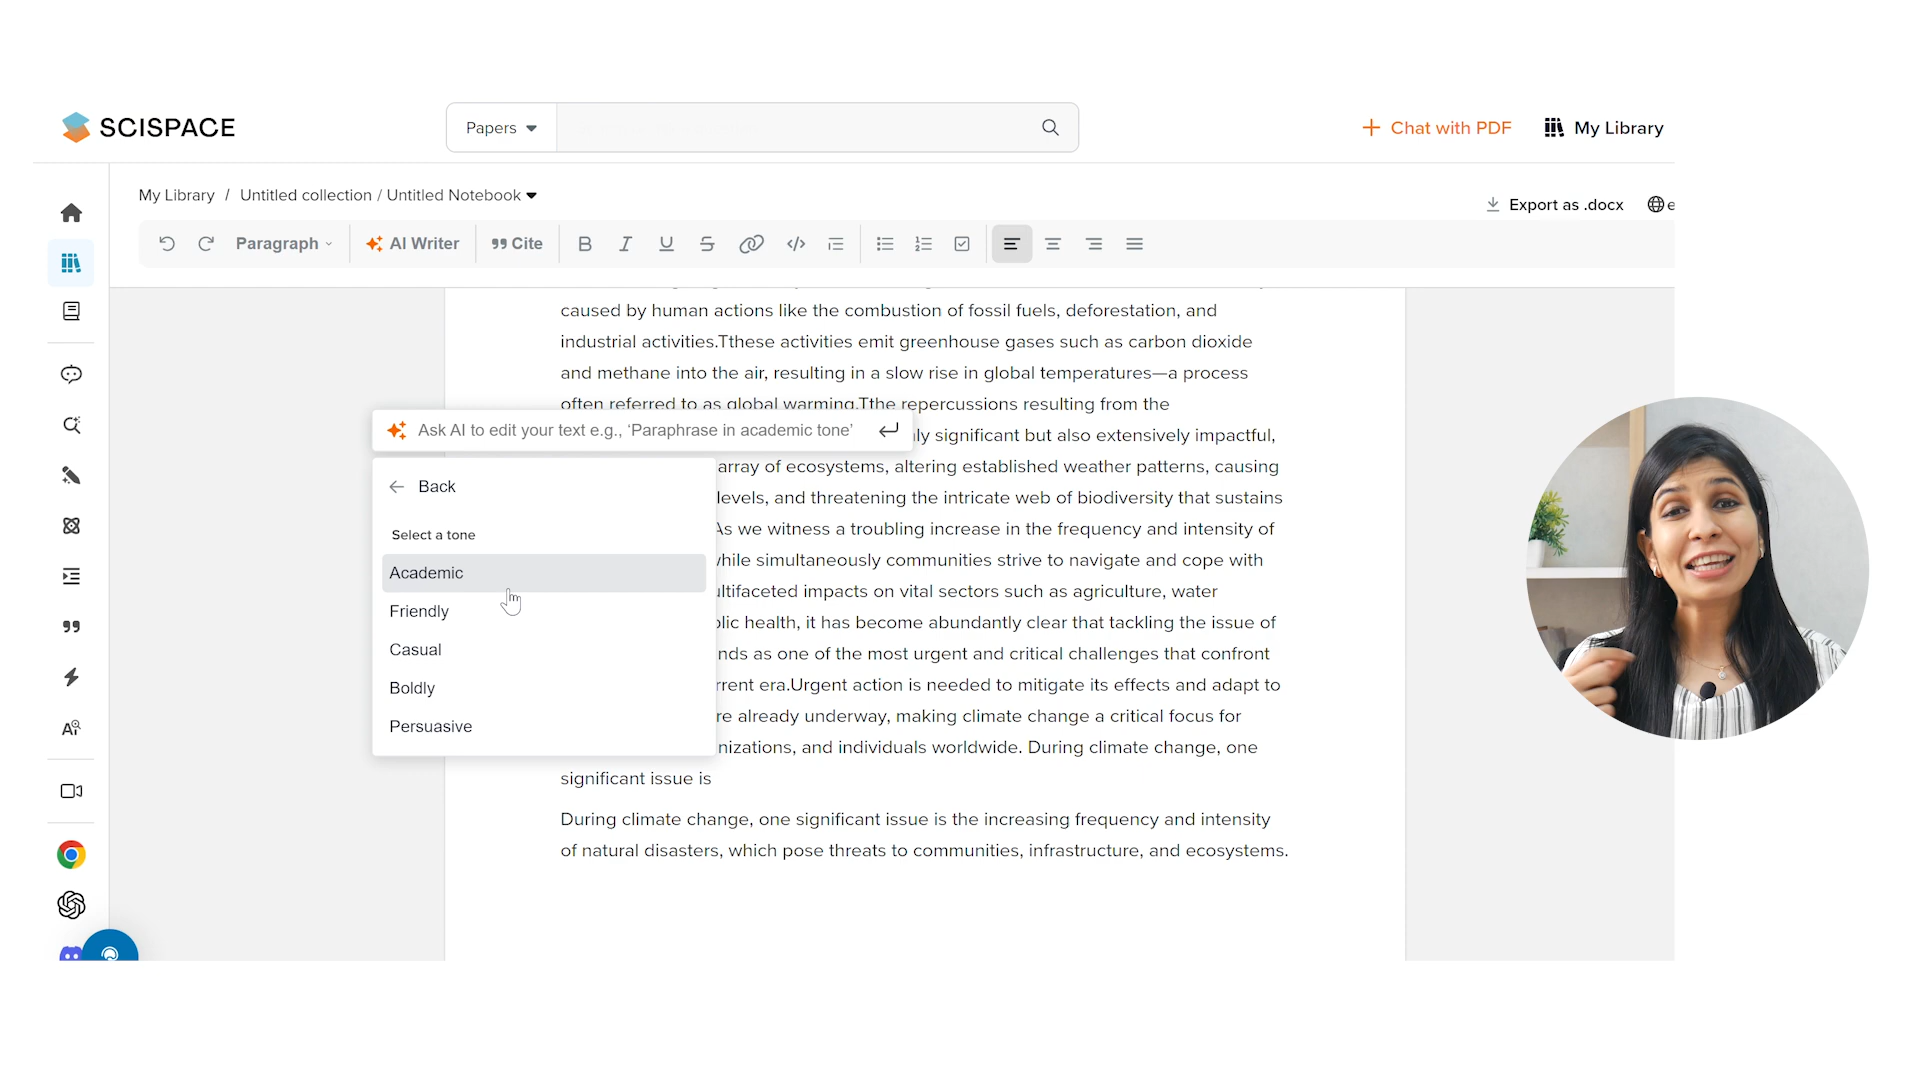 SCISPACE
Papers
Chat with PDF
My Library
My Library / Untitled collection / Untitled Notebook
Export as .docx
e
Paragraph
AI Writer
Cite
caused by human actions like the combustion of fossil fuels, deforestation, and
industrial activities.Tthese activities emit greenhouse gases such as carbon dioxide
and methane into the air, resulting in a slow rise in global temperatures—a process
often referred to as global warming.Tthe repercussions resulting from the
Ask AI to edit your text e.g., ‘Paraphrase in academic tone’
ly significant but also extensively impactful,
array of ecosystems, altering established weather patterns, causing
Back
levels, and threatening the intricate web of biodiversity that sustains
Select a tone
As we witness a troubling increase in the frequency and intensity of
while simultaneously communities strive to navigate and cope with
Academic
ltifaceted impacts on vital sectors such as agriculture, water
Friendly
blic health, it has become abundantly clear that tackling the issue of
Casual
nds as one of the most urgent and critical challenges that confront
Boldly
rrent era.Urgent action is needed to mitigate its effects and adapt to
re already underway, making climate change a critical focus for
Persuasive
nizations, and individuals worldwide. During climate change, one
significant issue is
During climate change, one significant issue is the increasing frequency and intensity
of natural disasters, which pose threats to communities, infrastructure, and ecosystems.